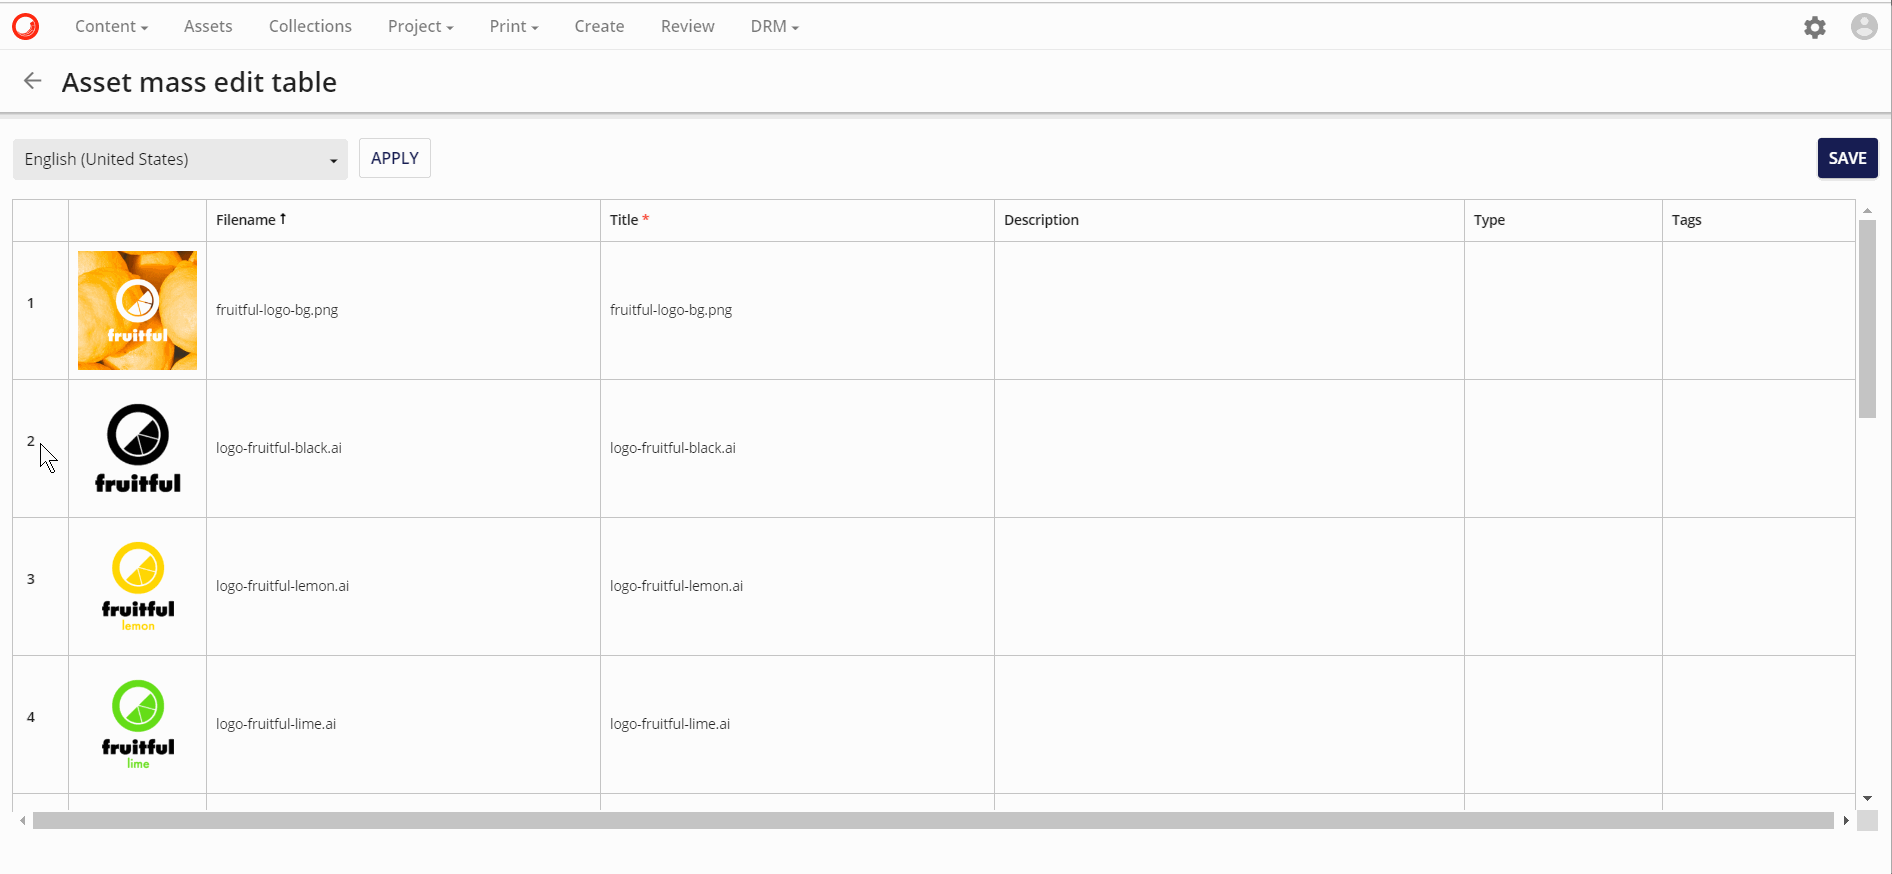 Content Assets Collections Project Print Create Review DRM
Asset mass edit table
English (United States) APPLY SAVE
Filename Title * Description Type Tags
1 fruitful fruitful-logo-bg.png fruitful-logo-bg.png
2 fruitful logo-fruitful-black.ai logo-fruitful-black.ai
3 fruitful lemon logo-fruitful-lemon.ai logo-fruitful-lemon.ai
4 fruitful lime logo-fruitful-lime.ai logo-fruitful-lime.ai